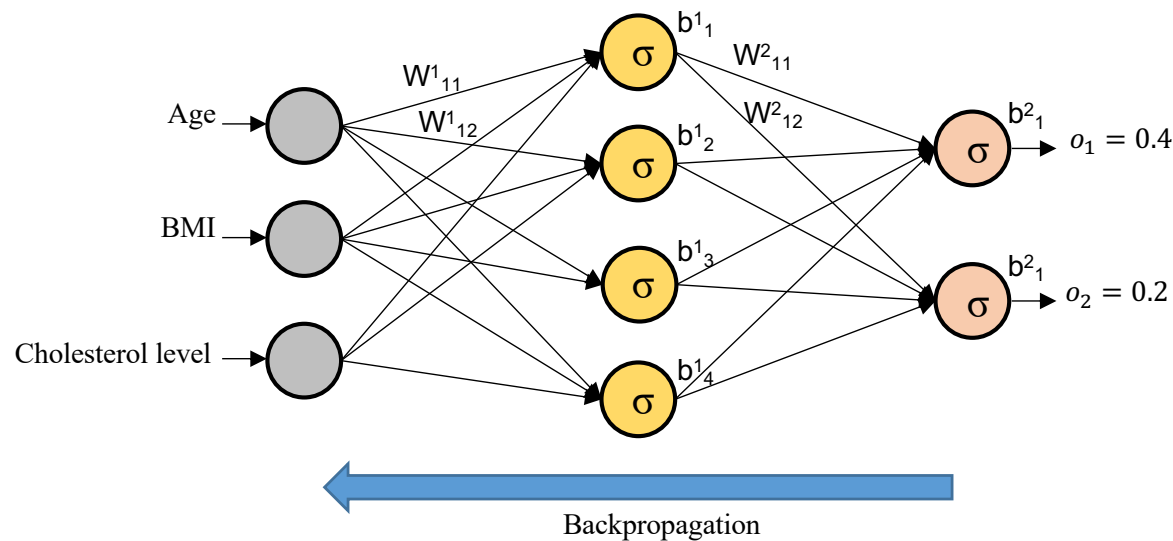 b¹₁
σ
W¹₁₁
W²₁₁
Age
W¹₁₂
W²₁₂
b¹₂
b²₁
σ
σ
o₁ = 0.4
BMI
b¹₃
σ
b²₁
σ
o₂ = 0.2
Cholesterol level
b¹₄
σ
Backpropagation